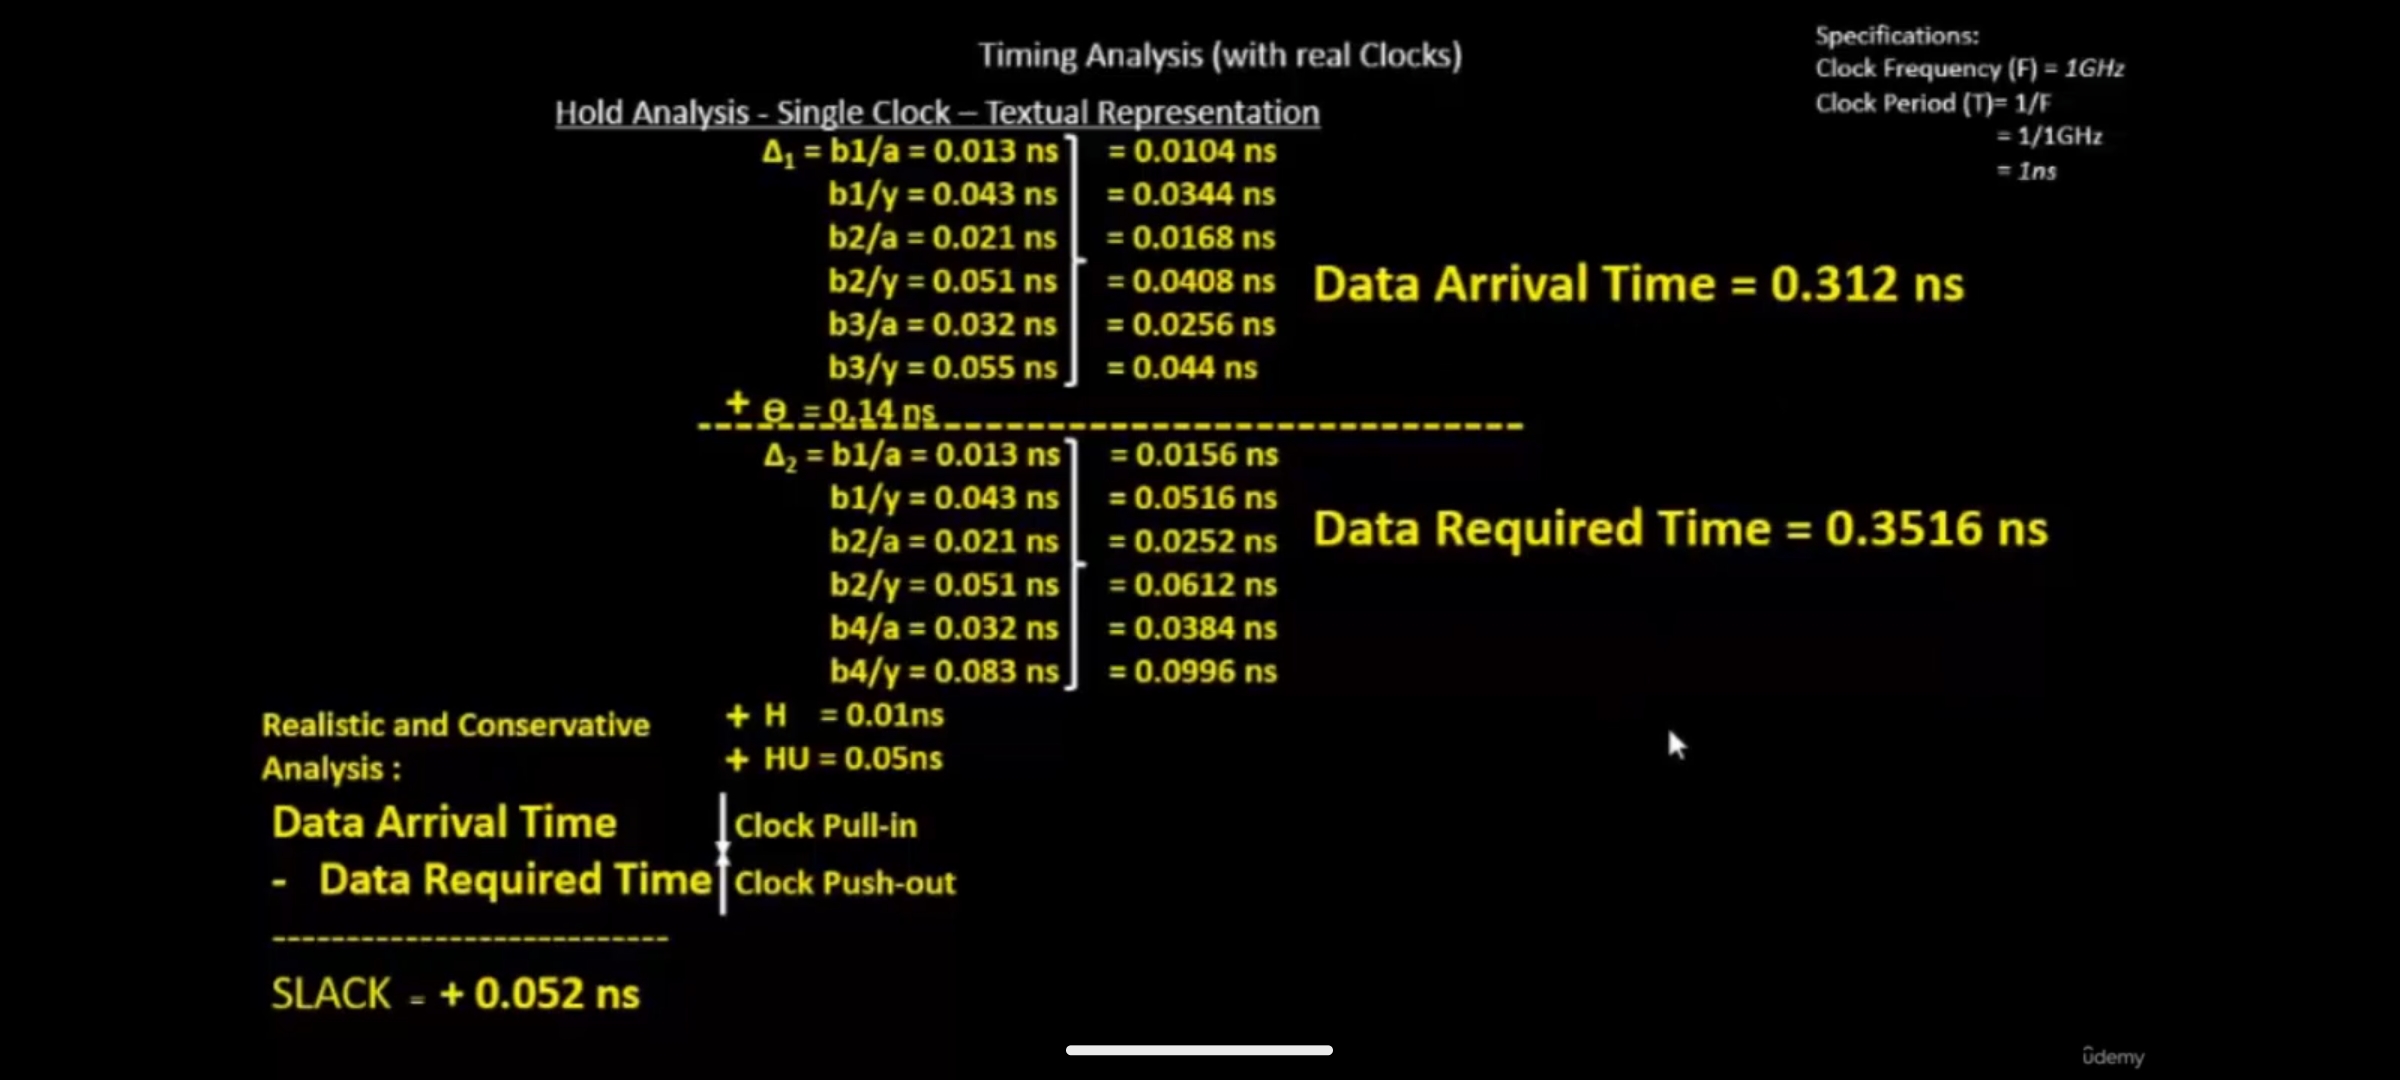 Timing Analysis (with real Clocks)
Specifications:
Clock Frequency (F) = 1GHz
Clock Period (T)= 1/F
= 1/1GHz
= 1ns
Hold Analysis - Single Clock – Textual Representation
Δ1 = b1/a = 0.013 ns = 0.0104 ns
b1/y = 0.043 ns = 0.0344 ns
b2/a = 0.021 ns = 0.0168 ns
b2/y = 0.051 ns = 0.0408 ns
b3/a = 0.032 ns = 0.0256 ns
b3/y = 0.055 ns = 0.044 ns
Data Arrival Time = 0.312 ns
+ Θ = 0.14 ns
Δ2 = b1/a = 0.013 ns = 0.0156 ns
b1/y = 0.043 ns = 0.0516 ns
b2/a = 0.021 ns = 0.0252 ns
b2/y = 0.051 ns = 0.0612 ns
b4/a = 0.032 ns = 0.0384 ns
b4/y = 0.083 ns = 0.0996 ns
Data Required Time = 0.3516 ns
+ H = 0.01ns
+ HU = 0.05ns
Realistic and Conservative
Analysis :
Data Arrival Time Clock Pull-in
- Data Required Time Clock Push-out
---------------------------
SLACK = + 0.052 ns
ûdemy